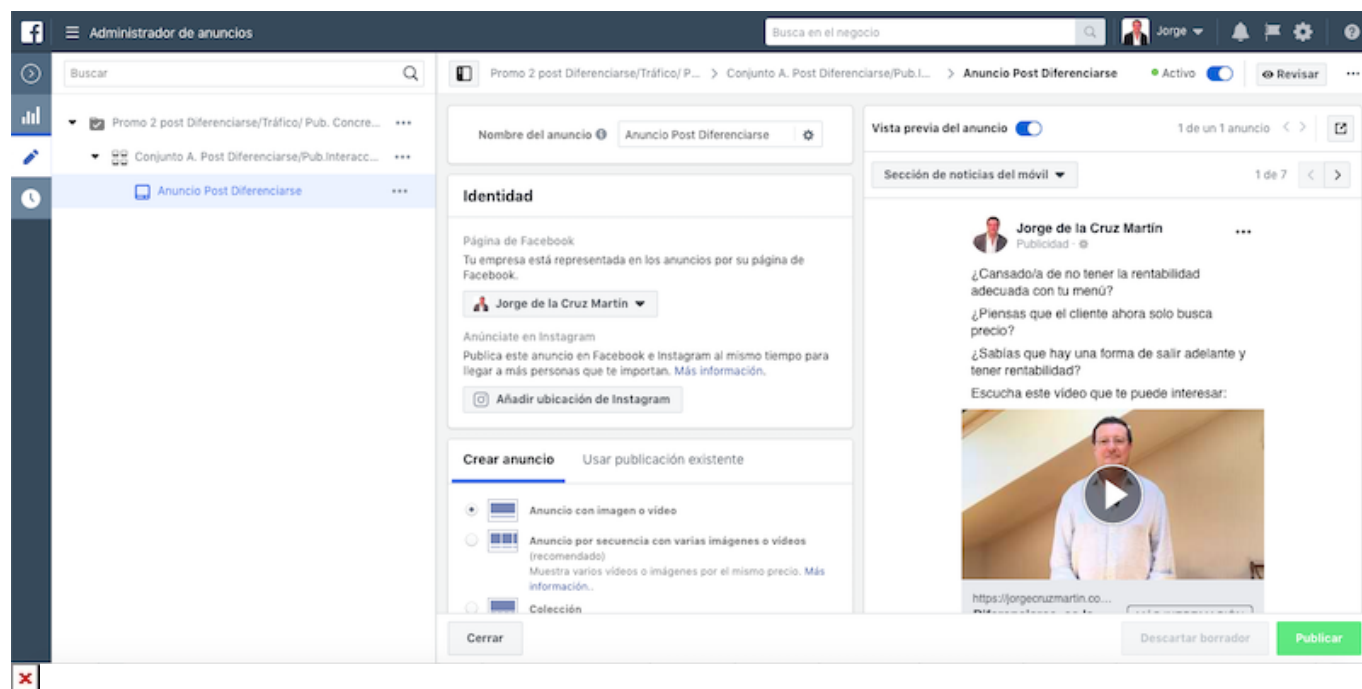 Administrador de anuncios
Busca en el negocio
Jorge
Buscar
Promo 2 post Diferenciarse/Tráfico/ P... > Conjunto A. Post Diferenciarse/Pub.I... > Anuncio Post Diferenciarse
Activo
Revisar
Promo 2 post Diferenciarse/Tráfico/ Pub. Concre...
Conjunto A. Post Diferenciarse/Pub.Interacc...
Anuncio Post Diferenciarse
Nombre del anuncio
Anuncio Post Diferenciarse
Identidad
Página de Facebook
Tu empresa está representada en los anuncios por su página de
Facebook.
Jorge de la Cruz Martín
Anúnciate en Instagram
Publica este anuncio en Facebook e Instagram al mismo tiempo para
llegar a más personas que te importan. Más información.
Añadir ubicación de Instagram
Crear anuncio
Usar publicación existente
Anuncio con imagen o vídeo
Anuncio por secuencia con varias imágenes o vídeos
(recomendado)
Muestra varios vídeos o imágenes por el mismo precio. Más
información..
Colección
Vista previa del anuncio
1 de un 1 anuncio
Sección de noticias del móvil
1 de 7
Jorge de la Cruz Martín
Publicidad ·
¿Cansado/a de no tener la rentabilidad
adecuada con tu menú?
¿Piensas que el cliente ahora solo busca
precio?
¿Sabías que hay una forma de salir adelante y
tener rentabilidad?
Escucha este vídeo que te puede interesar:
https://jorgecruzmartin.co...
Cerrar
Descartar borrador
Publicar